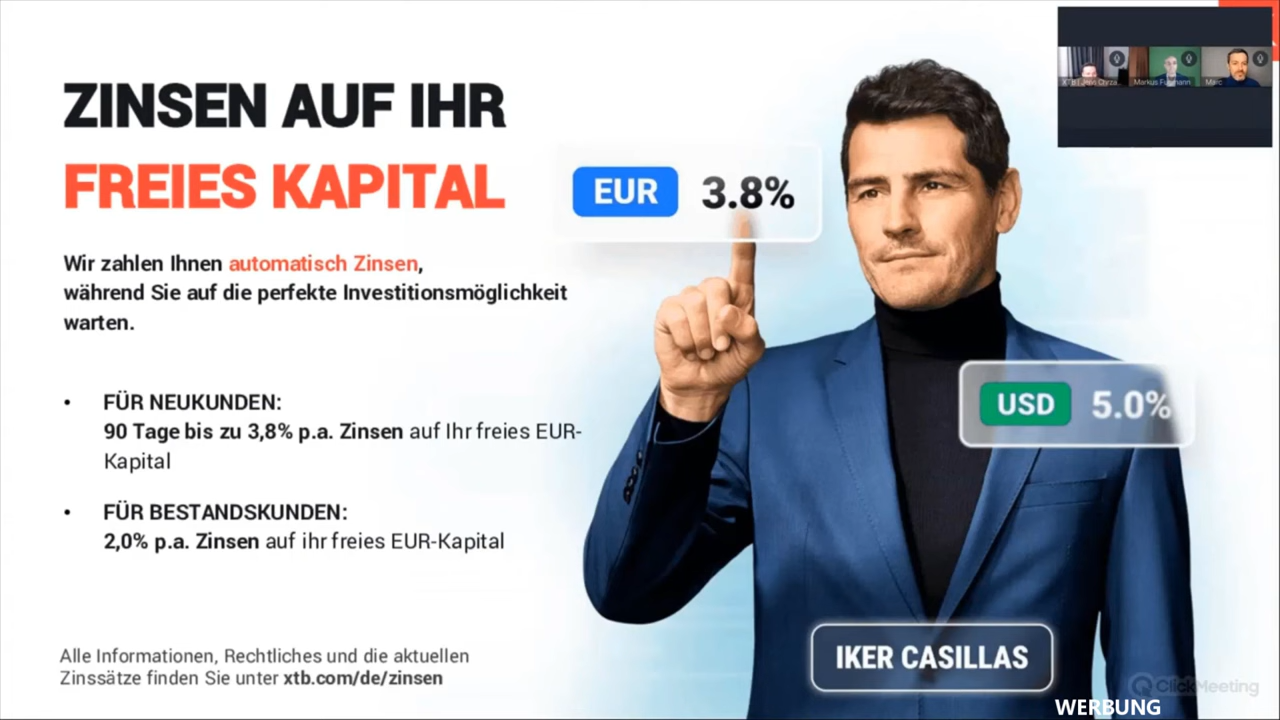 ZINSEN AUF IHR
FREIES KAPITAL
EUR 3.8%
Wir zahlen Ihnen automatisch Zinsen,
während Sie auf die perfekte Investitionsmöglichkeit
warten.
• FÜR NEUKUNDEN:
90 Tage bis zu 3,8% p.a. Zinsen auf Ihr freies EUR-
Kapital
USD 5.0%
• FÜR BESTANDSKUNDEN:
2,0% p.a. Zinsen auf ihr freies EUR-Kapital
Alle Informationen, Rechtliches und die aktuellen
Zinssätze finden Sie unter xtb.com/de/zinsen
IKER CASILLAS
ClickMeeting
WERBUNG